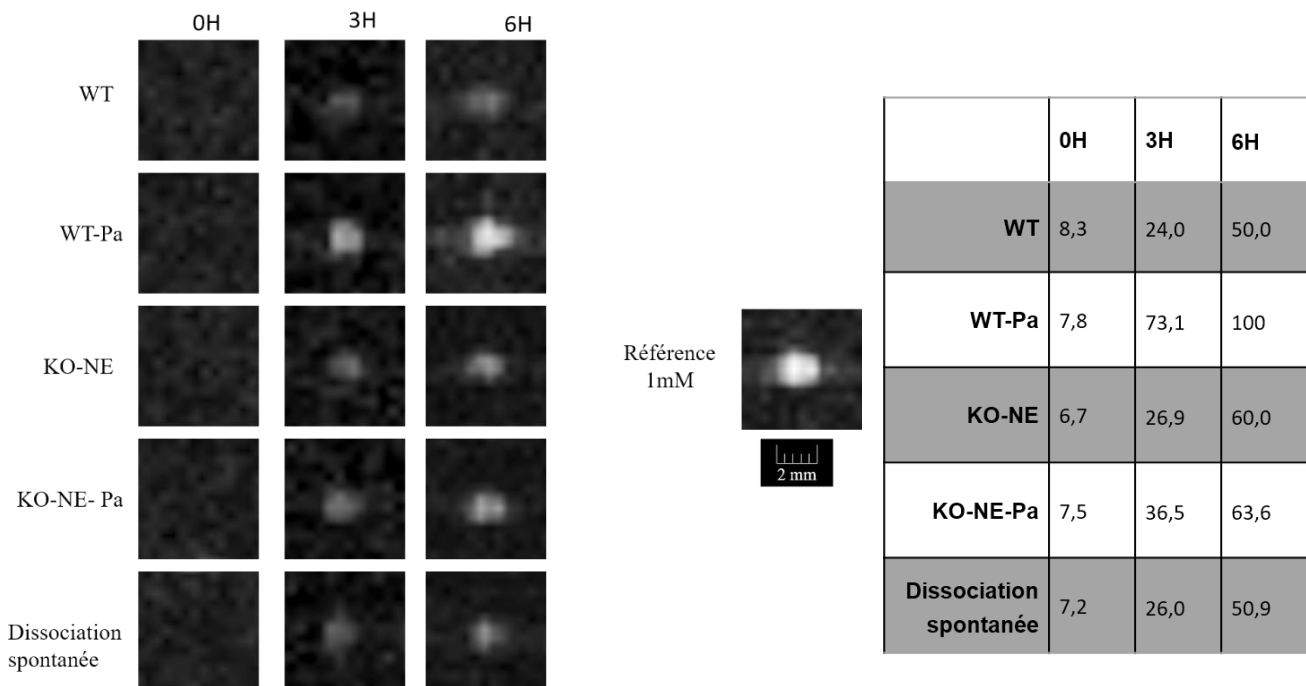 0H 3H 6H
WT
WT-Pa
KO-NE
KO-NE- Pa
Dissociation
spontanée
Référence
1mM
2 mm
0H 3H 6H
WT 8,3 24,0 50,0
WT-Pa 7,8 73,1 100
KO-NE 6,7 26,9 60,0
KO-NE-Pa 7,5 36,5 63,6
Dissociation
spontanée 7,2 26,0 50,9